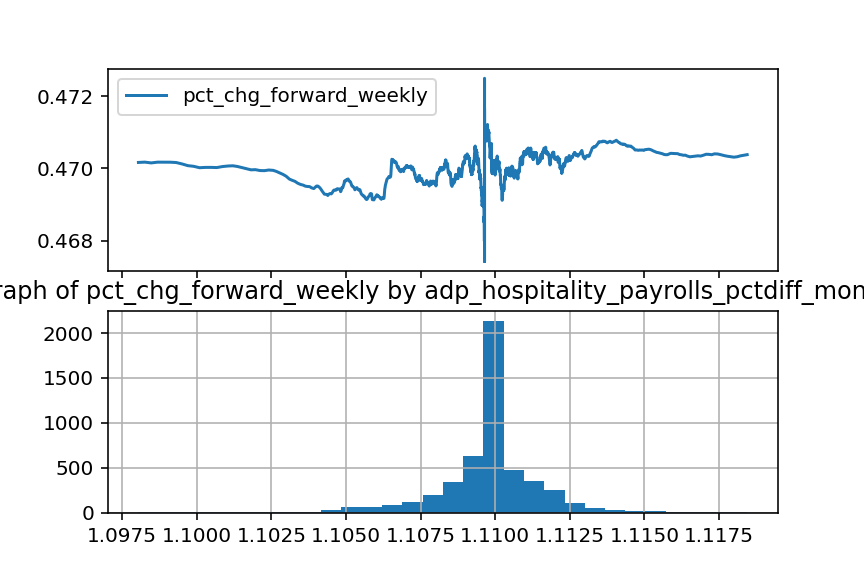 pct_chg_forward_weekly
0.472
0.470
0.468
raph of pct_chg_forward_weekly by adp_hospitality_payrolls_pctdiff_mon
2000
1500
1000
500
0
1.0975 1.1000 1.1025 1.1050 1.1075 1.1100 1.1125 1.1150 1.1175